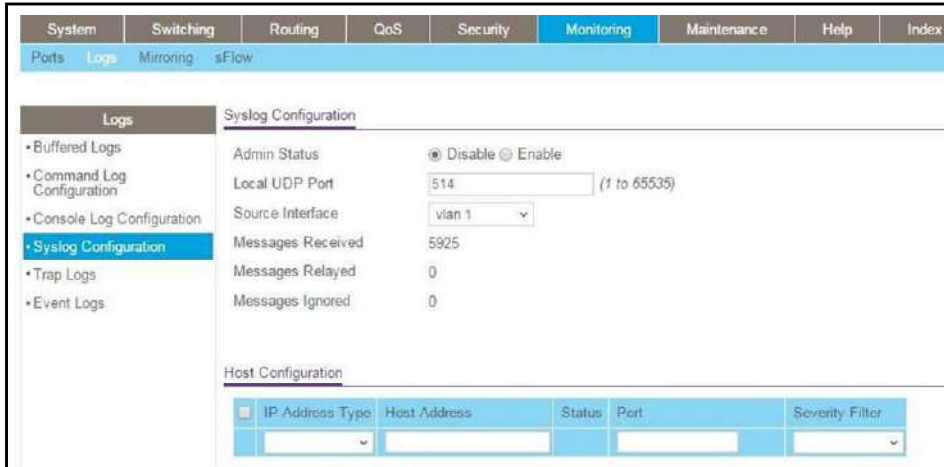 System Switching Routing QoS Security Monitoring Maintenance Help Index
Ports Logs Mirroring sFlow
Logs
• Buffered Logs
• Command Log
Configuration
• Console Log Configuration
• Syslog Configuration
• Trap Logs
• Event Logs
Syslog Configuration
Admin Status Disable Enable
Local UDP Port 514 (1 to 65535)
Source Interface vlan 1
Messages Received 5925
Messages Relayed 0
Messages Ignored 0
Host Configuration
IP Address Type Host Address Status Port Severity Filter